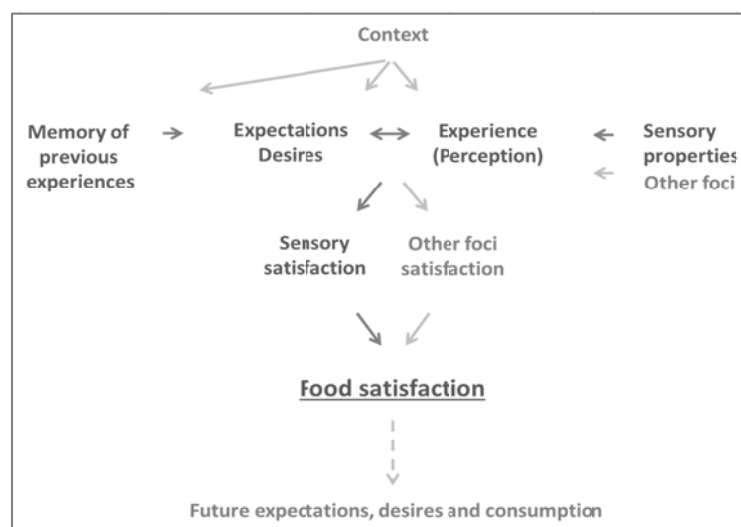 Context
Memory of
previous
experiences
Expectations
Desires
Experience
(Perception)
Sensory
properties
Other foci
Sensory
satisfaction
Other foci
satisfaction
Food satisfaction
Future expectations, desires and consumption